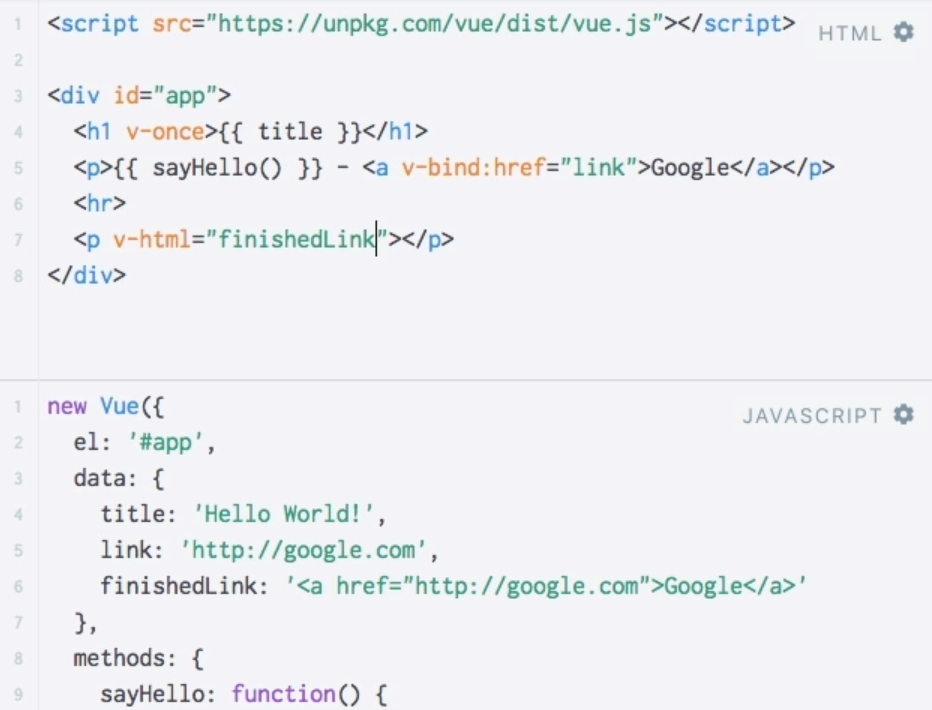 1 <script src="https://unpkg.com/vue/dist/vue.js"></script>
HTML
2
3 <div id="app">
4 <h1 v-once>{{ title }}</h1>
5 <p>{{ sayHello() }} - <a v-bind:href="link">Google</a></p>
6 <hr>
7 <p v-html="finishedLink"></p>
8 </div>
1 new Vue({
JAVASCRIPT
2 el: '#app',
3 data: {
4 title: 'Hello World!',
5 link: 'http://google.com',
6 finishedLink: '<a href="http://google.com">Google</a>'
7 },
8 methods: {
9 sayHello: function() {